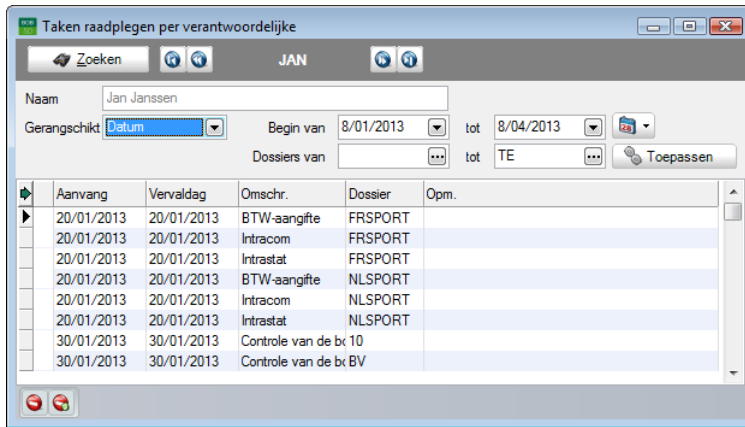 Taken raadplegen per verantwoordelijke
Zoeken JAN
Naam Jan Janssen
Gerangschikt Datum Begin van 8/01/2013 tot 8/04/2013
Dossiers van tot TE Toepassen
Aanvang Vervaldag Omschr. Dossier Opm.
20/01/2013 20/01/2013 BTW-aangifte FRSPORT
20/01/2013 20/01/2013 Intracom FRSPORT
20/01/2013 20/01/2013 Intrastat FRSPORT
20/01/2013 20/01/2013 BTW-aangifte NLSPORT
20/01/2013 20/01/2013 Intracom NLSPORT
20/01/2013 20/01/2013 Intrastat NLSPORT
30/01/2013 30/01/2013 Controle van de bo 10
30/01/2013 30/01/2013 Controle van de bo BV